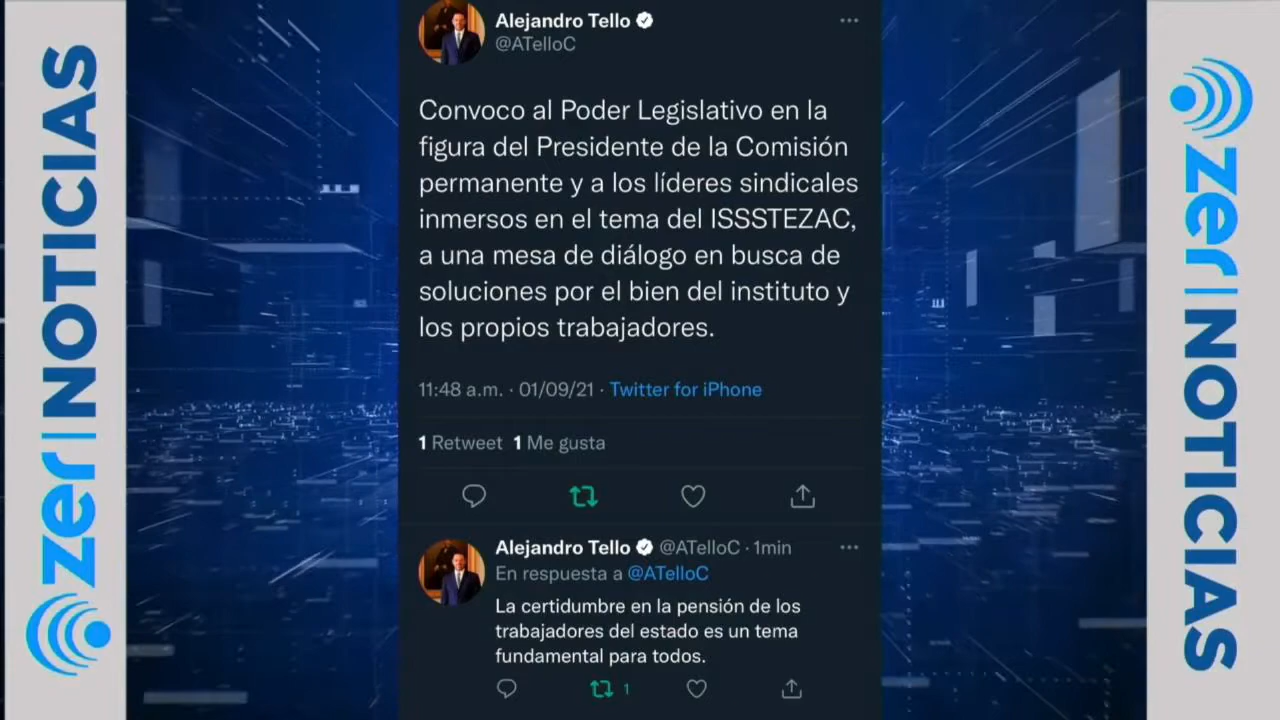 zer NOTICIAS
Alejandro Tello
@ATelloC
Convoco al Poder Legislativo en la
figura del Presidente de la Comisión
permanente y a los líderes sindicales
inmersos en el tema del ISSSTEZAC,
a una mesa de diálogo en busca de
soluciones por el bien del instituto y
los propios trabajadores.
11:48 a.m. · 01/09/21 · Twitter for iPhone
1 Retweet 1 Me gusta
Alejandro Tello @ATelloC · 1min
En respuesta a @ATelloC
La certidumbre en la pensión de los
trabajadores del estado es un tema
fundamental para todos.
1
zer NOTICIAS